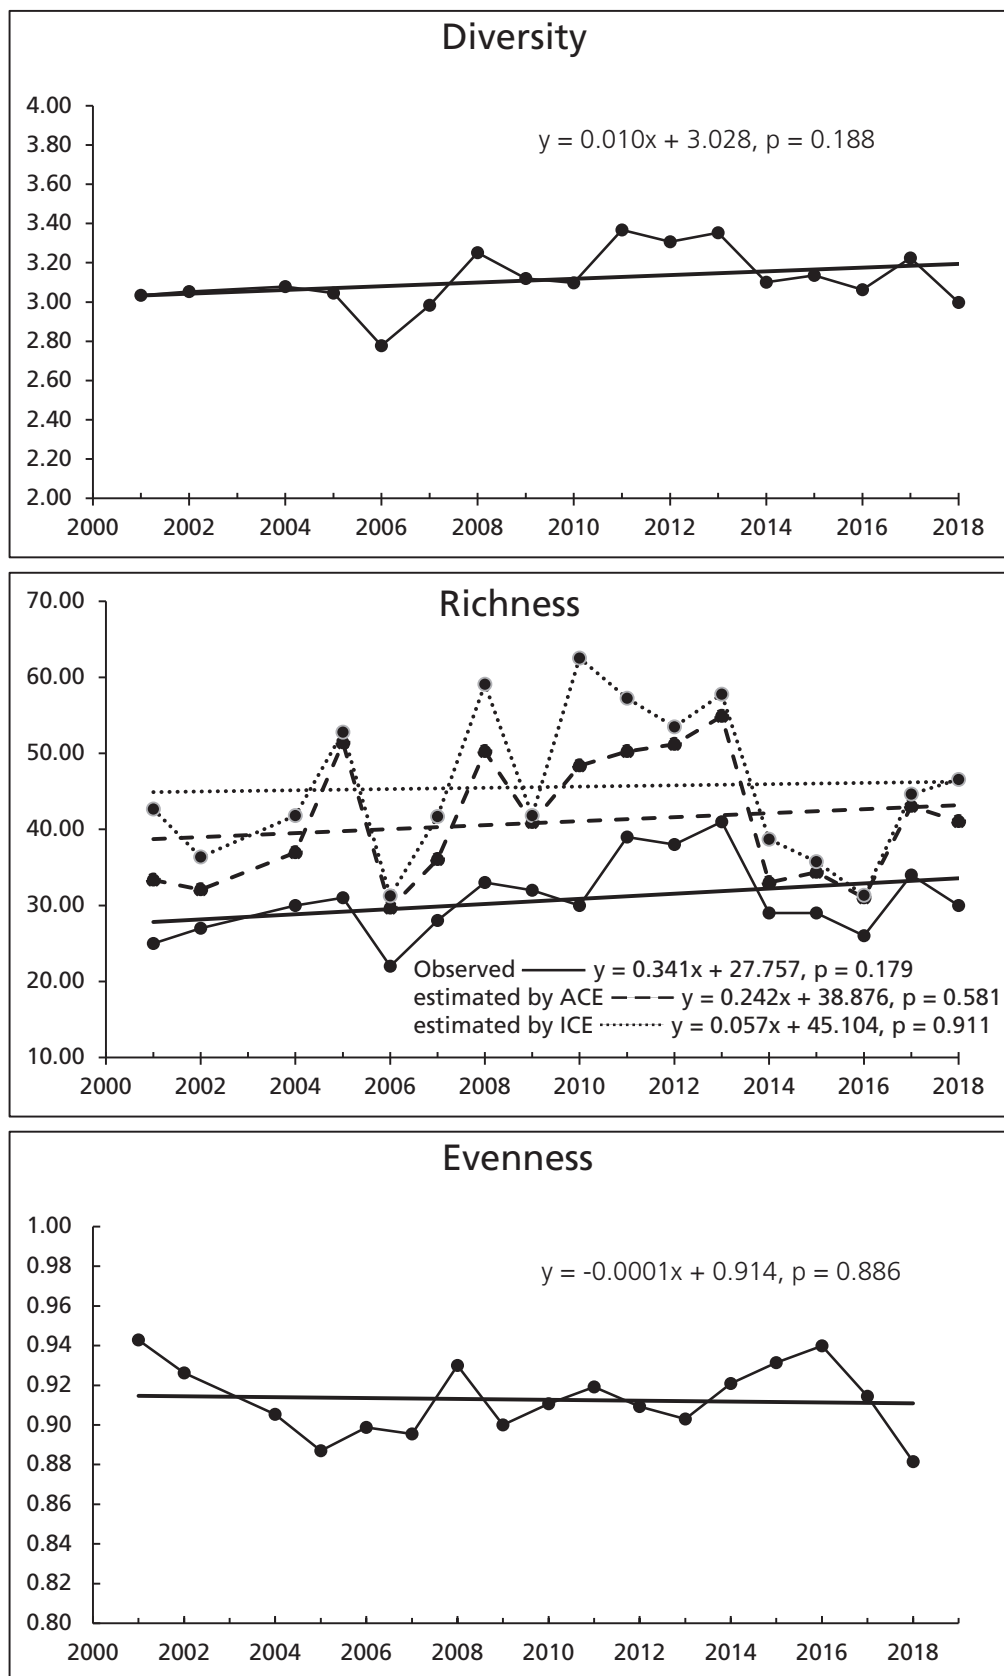 Diversity
4.00
3.80
3.60
3.40
3.20
3.00
2.80
2.60
2.40
2.20
2.00
y = 0.010x + 3.028, p = 0.188
2000 2002 2004 2006 2008 2010 2012 2014 2016 2018
Richness
70.00
60.00
50.00
40.00
30.00
20.00
10.00
Observed y = 0.341x + 27.757, p = 0.179
estimated by ACE y = 0.242x + 38.876, p = 0.581
estimated by ICE y = 0.057x + 45.104, p = 0.911
2000 2002 2004 2006 2008 2010 2012 2014 2016 2018
Evenness
1.00
0.98
0.96
0.94
0.92
0.90
0.88
0.86
0.84
0.82
0.80
y = -0.0001x + 0.914, p = 0.886
2000 2002 2004 2006 2008 2010 2012 2014 2016 2018